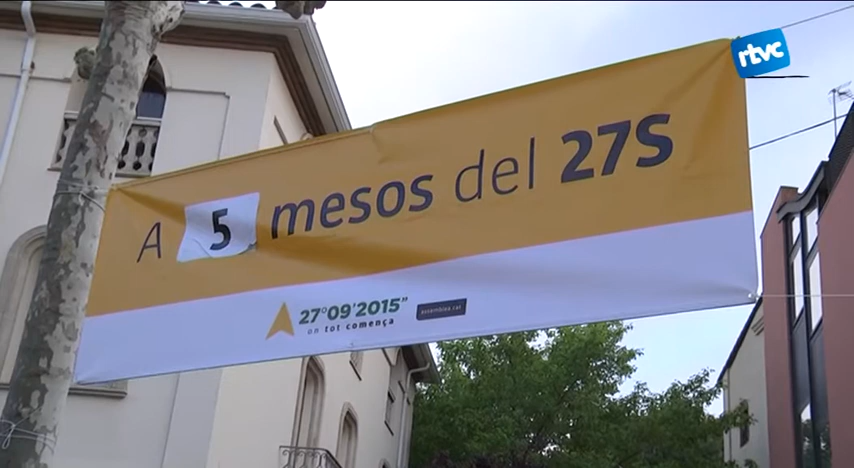 rtvc
A 5 mesos del 27S
27°09'2015"
on tot comença
assemblea.cat